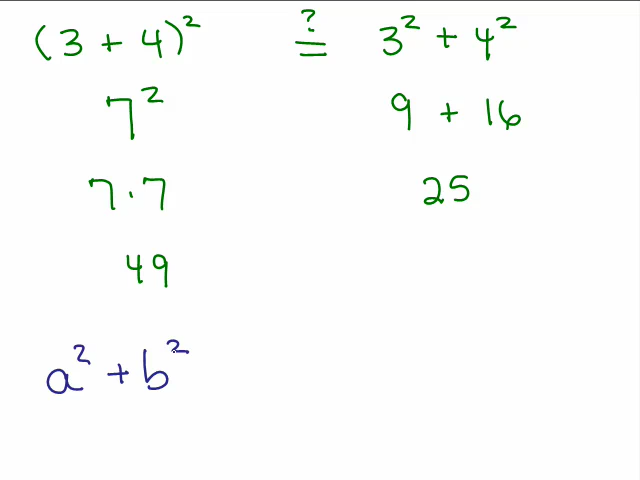 (3 + 4)² ≟ 3² + 4²
7² 9 + 16
7 · 7 25
49
a² + b²